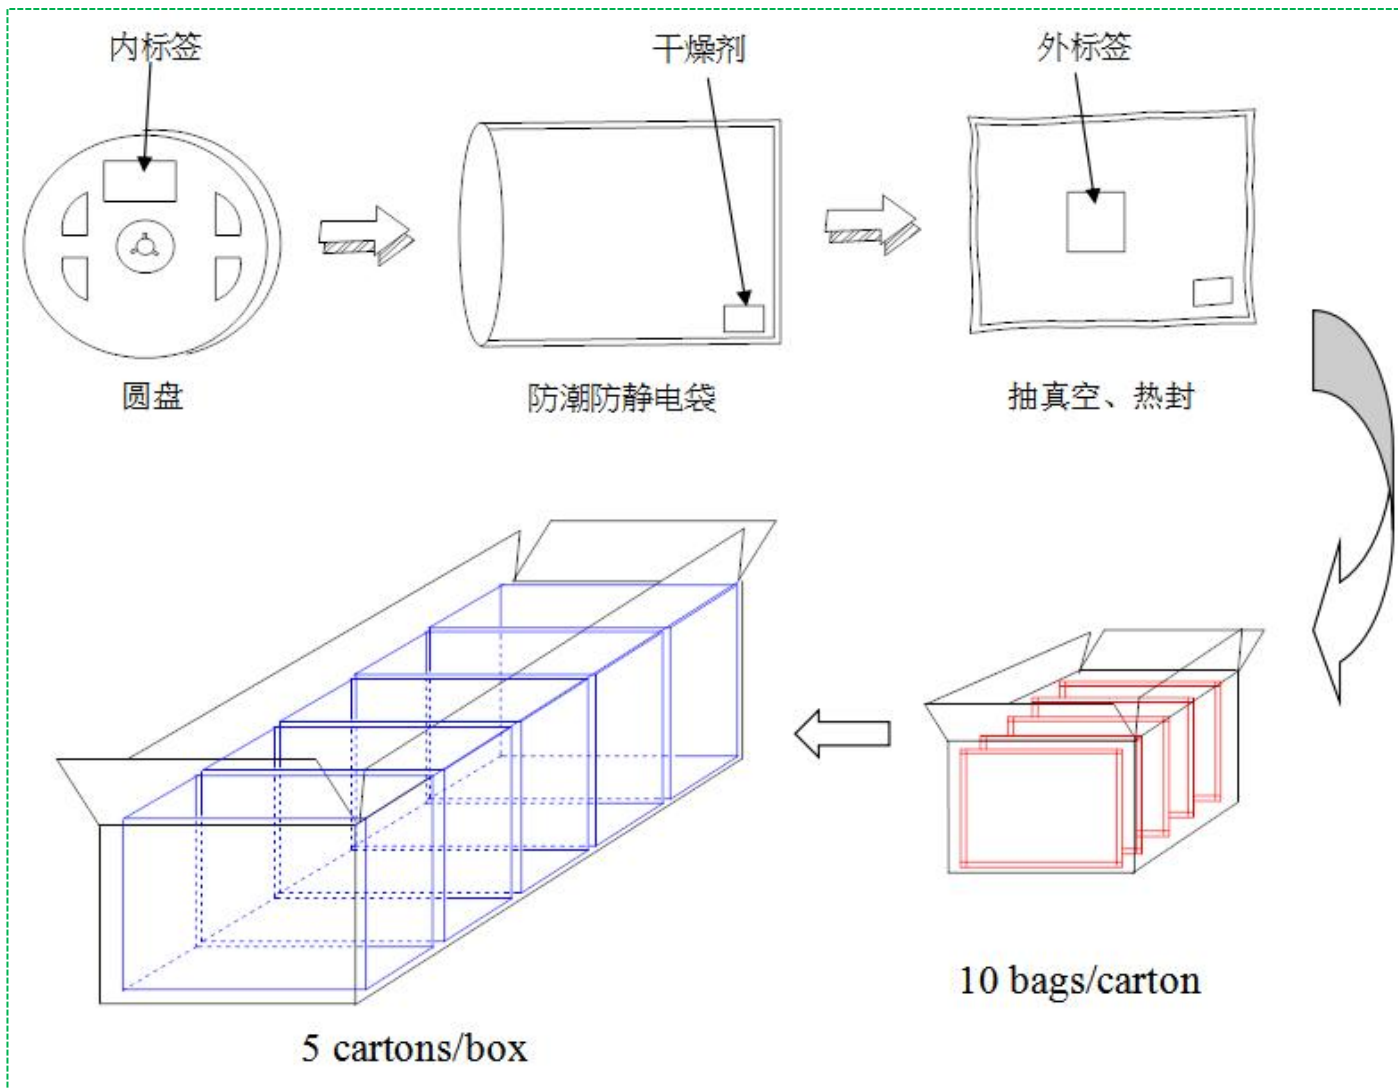 内标签
干燥剂
外标签
圆盘
防潮防静电袋
抽真空、热封
10 bags/carton
5 cartons/box